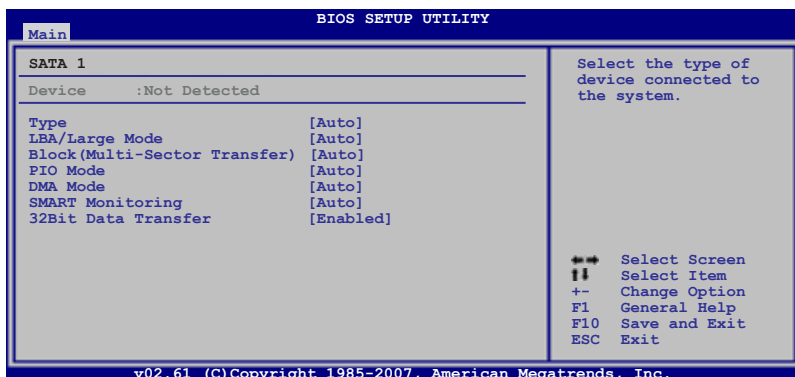 BIOS SETUP UTILITY
Main
SATA 1
Device :Not Detected
Type [Auto]
LBA/Large Mode [Auto]
Block(Multi-Sector Transfer) [Auto]
PIO Mode [Auto]
DMA Mode [Auto]
SMART Monitoring [Auto]
32Bit Data Transfer [Enabled]
Select the type of
device connected to
the system.
Select Screen
Select Item
+- Change Option
F1 General Help
F10 Save and Exit
ESC Exit
v02.61 (C)Copyright 1985-2007, American Megatrends, Inc.